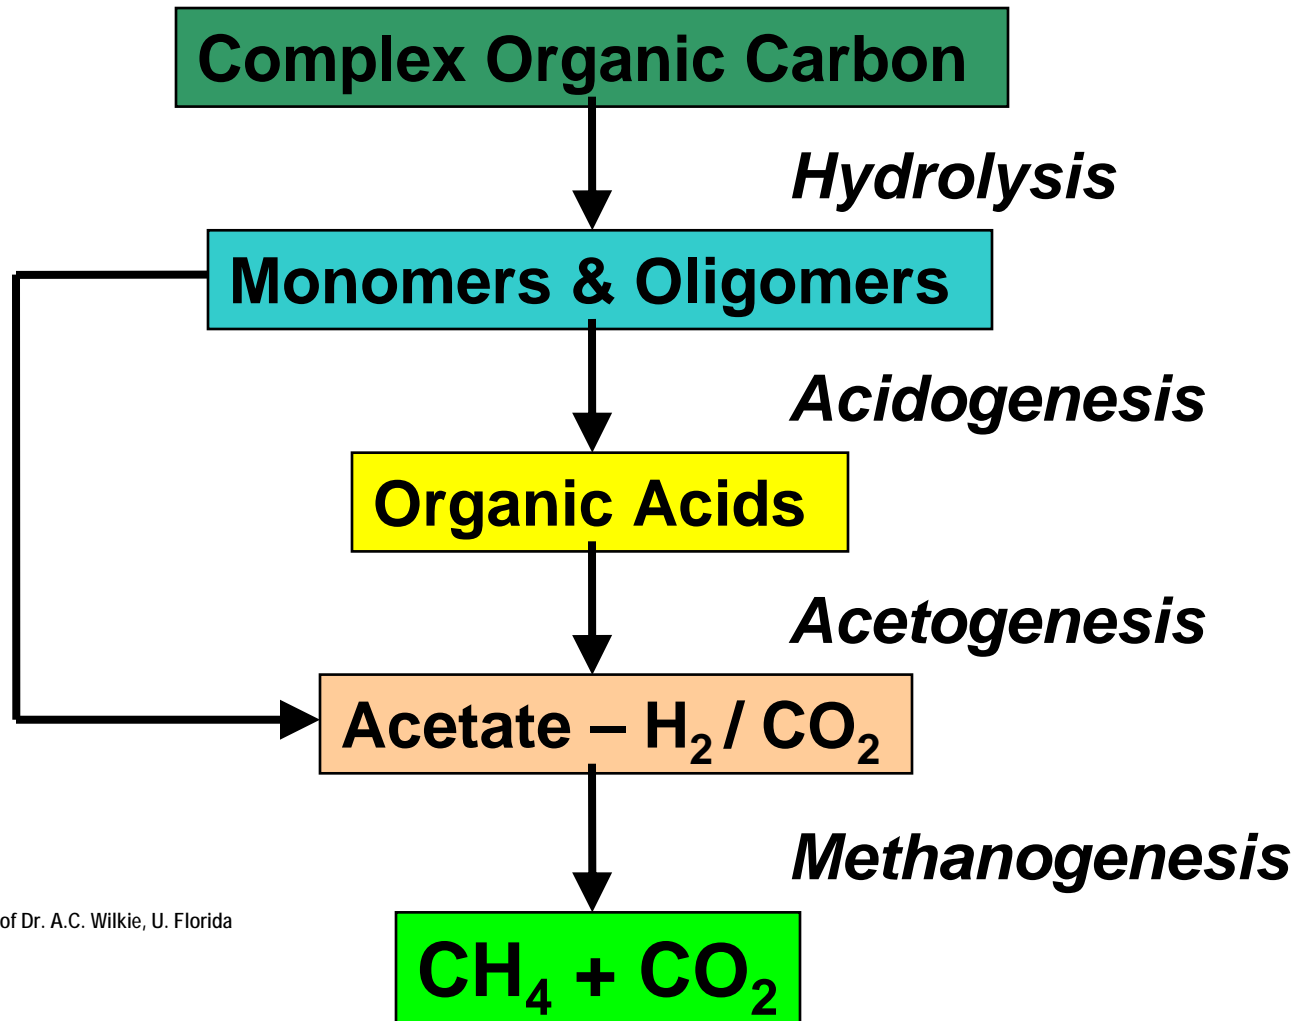 Complex Organic Carbon
Hydrolysis
Monomers & Oligomers
Acidogenesis
Organic Acids
Acetogenesis
Acetate – H₂ / CO₂
Methanogenesis
of Dr. A.C. Wilkie, U. Florida
CH₄ + CO₂